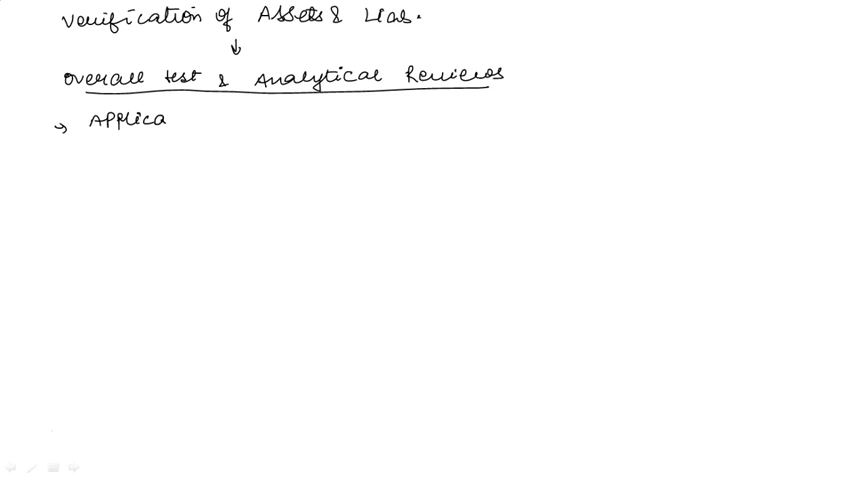 Verification of Assets & Liab.
↓
Overall test & Analytical Reviews
→ Applica